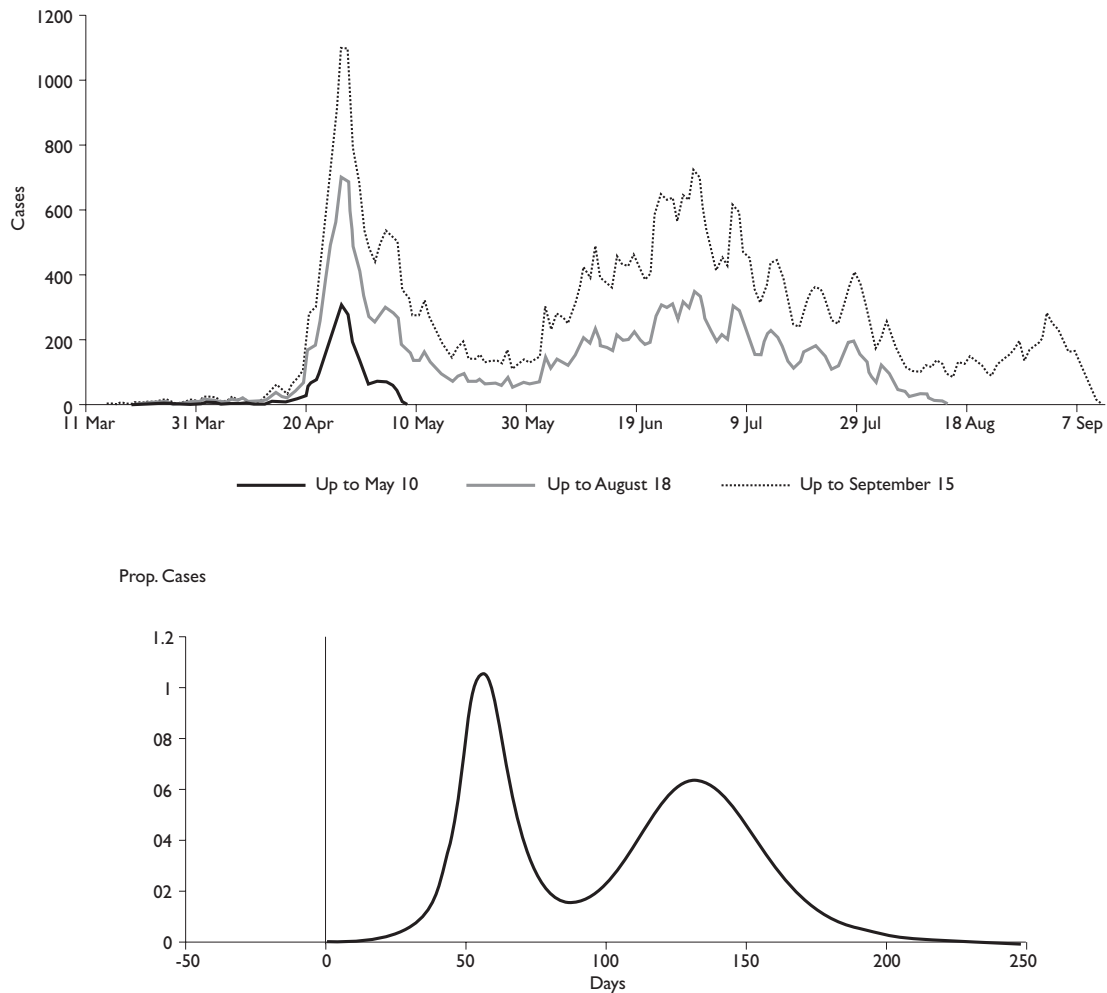 1200
1000
800
600
400
200
0
Cases
11 Mar 31 Mar 20 Apr 10 May 30 May 19 Jun 9 Jul 29 Jul 18 Aug 7 Sep
Up to May 10 Up to August 18 Up to September 15
Prop. Cases
1.2
1
08
06
04
02
0
-50 0 50 100 150 200 250
Days